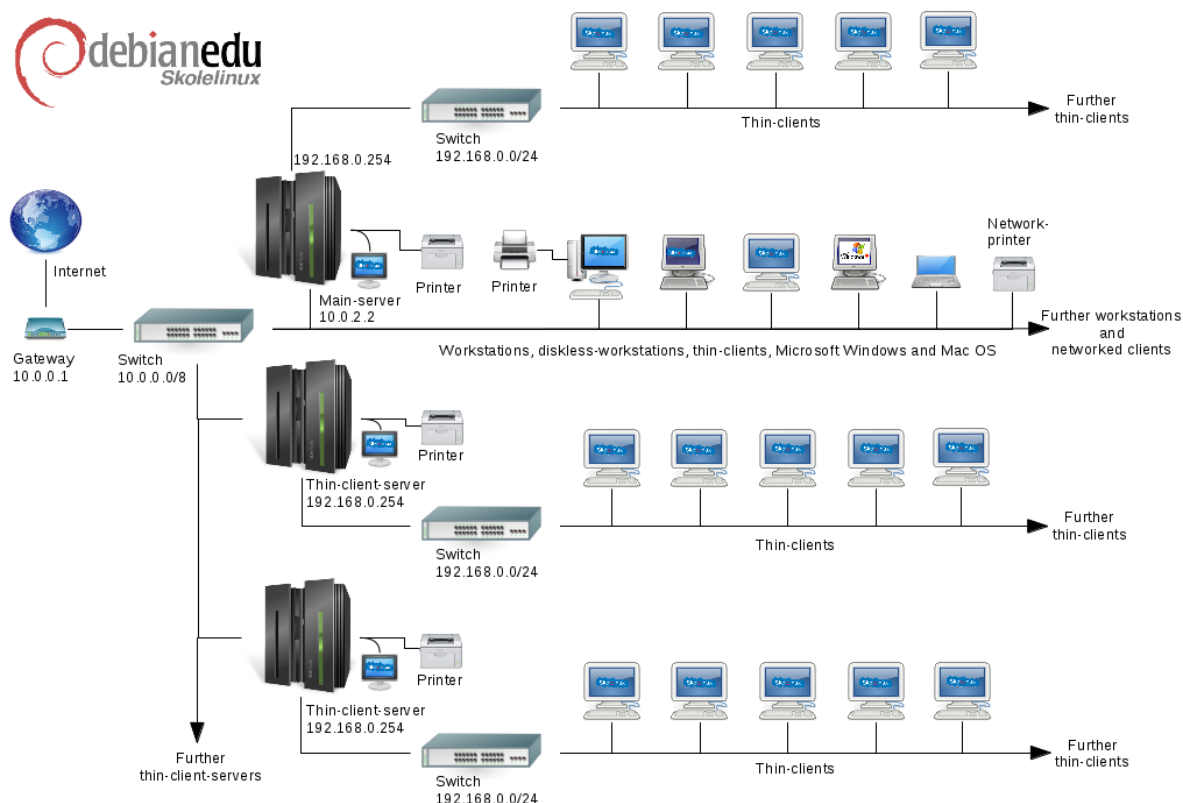 debianedu
Skolelinux
Thin-clients
Further
thin-clients
Switch
192.168.0.0/24
192.168.0.254
Internet
Gateway
10.0.0.1
Switch
10.0.0.0/8
Main-server
10.0.2.2
Printer
Printer
Windows
Network-
printer
Workstations, diskless-workstations, thin-clients, Microsoft Windows and Mac OS
Further workstations
and
networked clients
Thin-client-server
192.168.0.254
Printer
Switch
192.168.0.0/24
Thin-clients
Further
thin-clients
Thin-client-server
192.168.0.254
Printer
Switch
192.168.0.0/24
Thin-clients
Further
thin-clients
Further
thin-client-servers